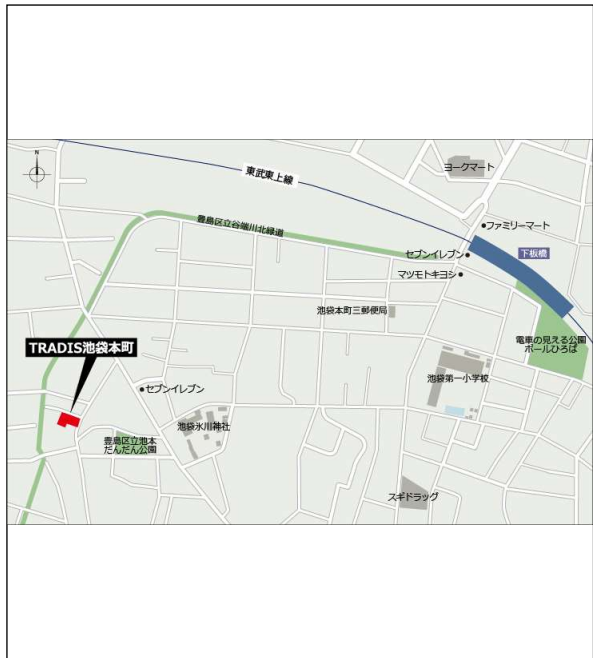 N
東武東上線
ヨークマート
豊島区立谷端川北緑道
ファミリーマート
セブンイレブン
下板橋
マツモトキヨシ
池袋本町三郵便局
電車の見える公園
ボールひろば
TRADIS池袋本町
池袋第一小学校
セブンイレブン
池袋氷川神社
豊島区立池本
だんだん公園
スギドラッグ